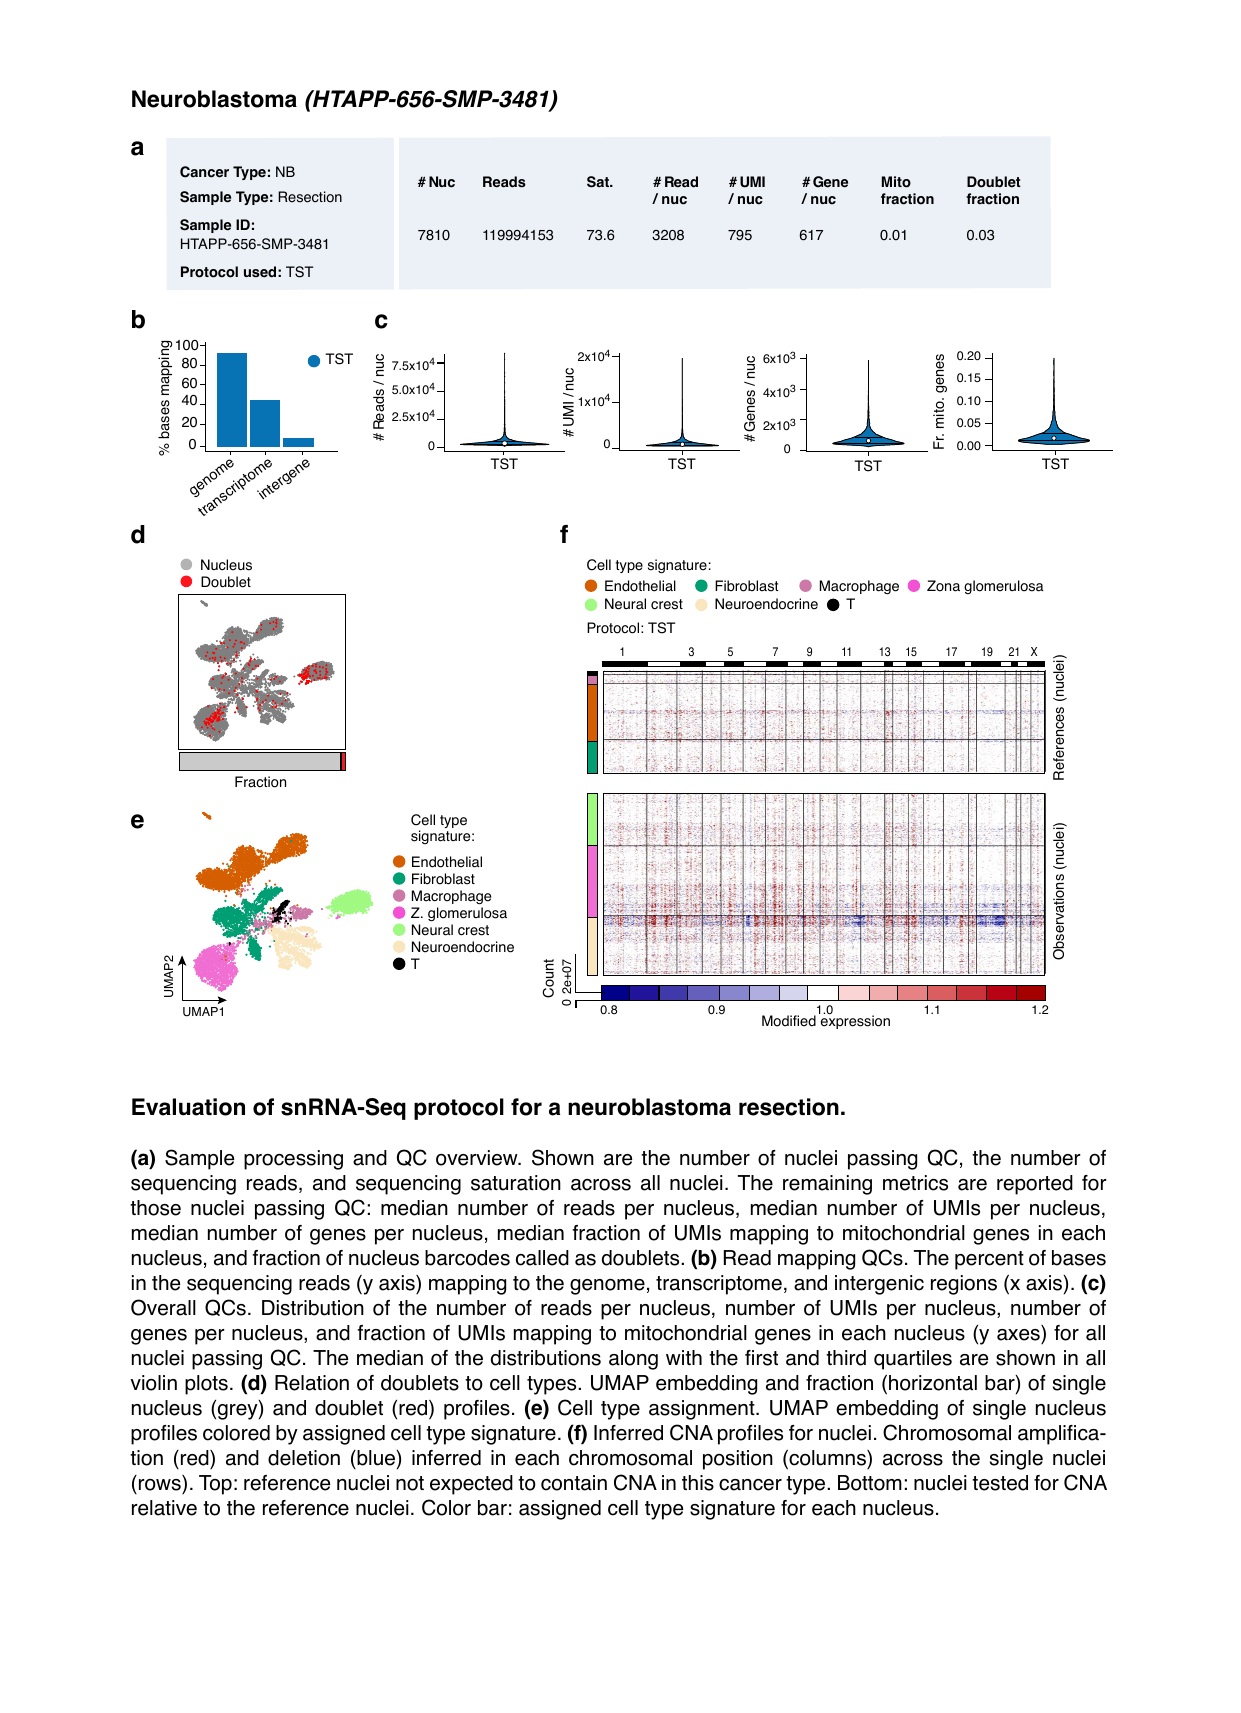 Neuroblastoma (HTAPP-656-SMP-3481)
a
Cancer Type: NB
Sample Type: Resection
Sample ID:
HTAPP-656-SMP-3481
Protocol used: TST
# Nuc Reads Sat. # Read / nuc # UMI / nuc # Gene / nuc Mito fraction Doublet fraction
7810 119994153 73.6 3208 795 617 0.01 0.03
b
% bases mapping
100
80
60
40
20
0
TST
genome
transcriptome
intergene
c
# Reads / nuc
7.5x10⁴
5.0x10⁴
2.5x10⁴
0
TST
# UMI / nuc
2x10⁴
1x10⁴
0
TST
# Genes / nuc
6x10³
4x10³
2x10³
0
TST
Fr. mito. genes
0.20
0.15
0.10
0.05
0.00
TST
d
Nucleus
Doublet
Fraction
e
Cell type
signature:
Endothelial
Fibroblast
Macrophage
Z. glomerulosa
Neural crest
Neuroendocrine
T
UMAP2
UMAP1
f
Cell type signature:
Endothelial Fibroblast Macrophage Zona glomerulosa
Neural crest Neuroendocrine T
Protocol: TST
1 3 5 7 9 11 13 15 17 19 21 X
References (nuclei)
Observations (nuclei)
Count
0 2e+07
0.8 0.9 1.0 1.1 1.2
Modified expression
Evaluation of snRNA-Seq protocol for a neuroblastoma resection.
(a) Sample processing and QC overview. Shown are the number of nuclei passing QC, the number of
sequencing reads, and sequencing saturation across all nuclei. The remaining metrics are reported for
those nuclei passing QC: median number of reads per nucleus, median number of UMIs per nucleus,
median number of genes per nucleus, median fraction of UMIs mapping to mitochondrial genes in each
nucleus, and fraction of nucleus barcodes called as doublets. (b) Read mapping QCs. The percent of bases
in the sequencing reads (y axis) mapping to the genome, transcriptome, and intergenic regions (x axis). (c)
Overall QCs. Distribution of the number of reads per nucleus, number of UMIs per nucleus, number of
genes per nucleus, and fraction of UMIs mapping to mitochondrial genes in each nucleus (y axes) for all
nuclei passing QC. The median of the distributions along with the first and third quartiles are shown in all
violin plots. (d) Relation of doublets to cell types. UMAP embedding and fraction (horizontal bar) of single
nucleus (grey) and doublet (red) profiles. (e) Cell type assignment. UMAP embedding of single nucleus
profiles colored by assigned cell type signature. (f) Inferred CNA profiles for nuclei. Chromosomal amplifica-
tion (red) and deletion (blue) inferred in each chromosomal position (columns) across the single nuclei
(rows). Top: reference nuclei not expected to contain CNA in this cancer type. Bottom: nuclei tested for CNA
relative to the reference nuclei. Color bar: assigned cell type signature for each nucleus.